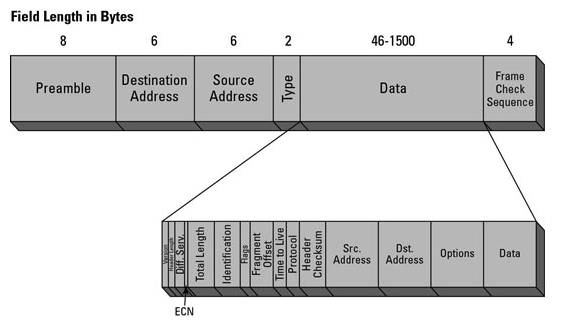 Field Length in Bytes
8 6 6 2 46-1500 4
Preamble
Destination
Address
Source
Address
Type
Data
Frame
Check
Sequence
Version
Header Length
Diff. Serv.
Total Length
Identification
Flags
Fragment
Offset
Time to Live
Protocol
Header
Checksum
Src.
Address
Dst.
Address
Options
Data
ECN